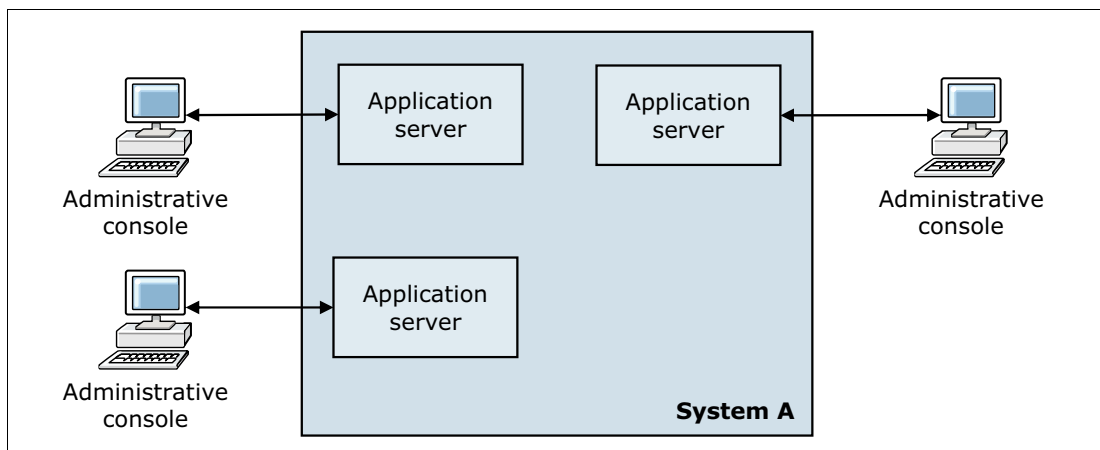 Application
server
Application
server
Administrative
console
Administrative
console
Application
server
Administrative
console
System A